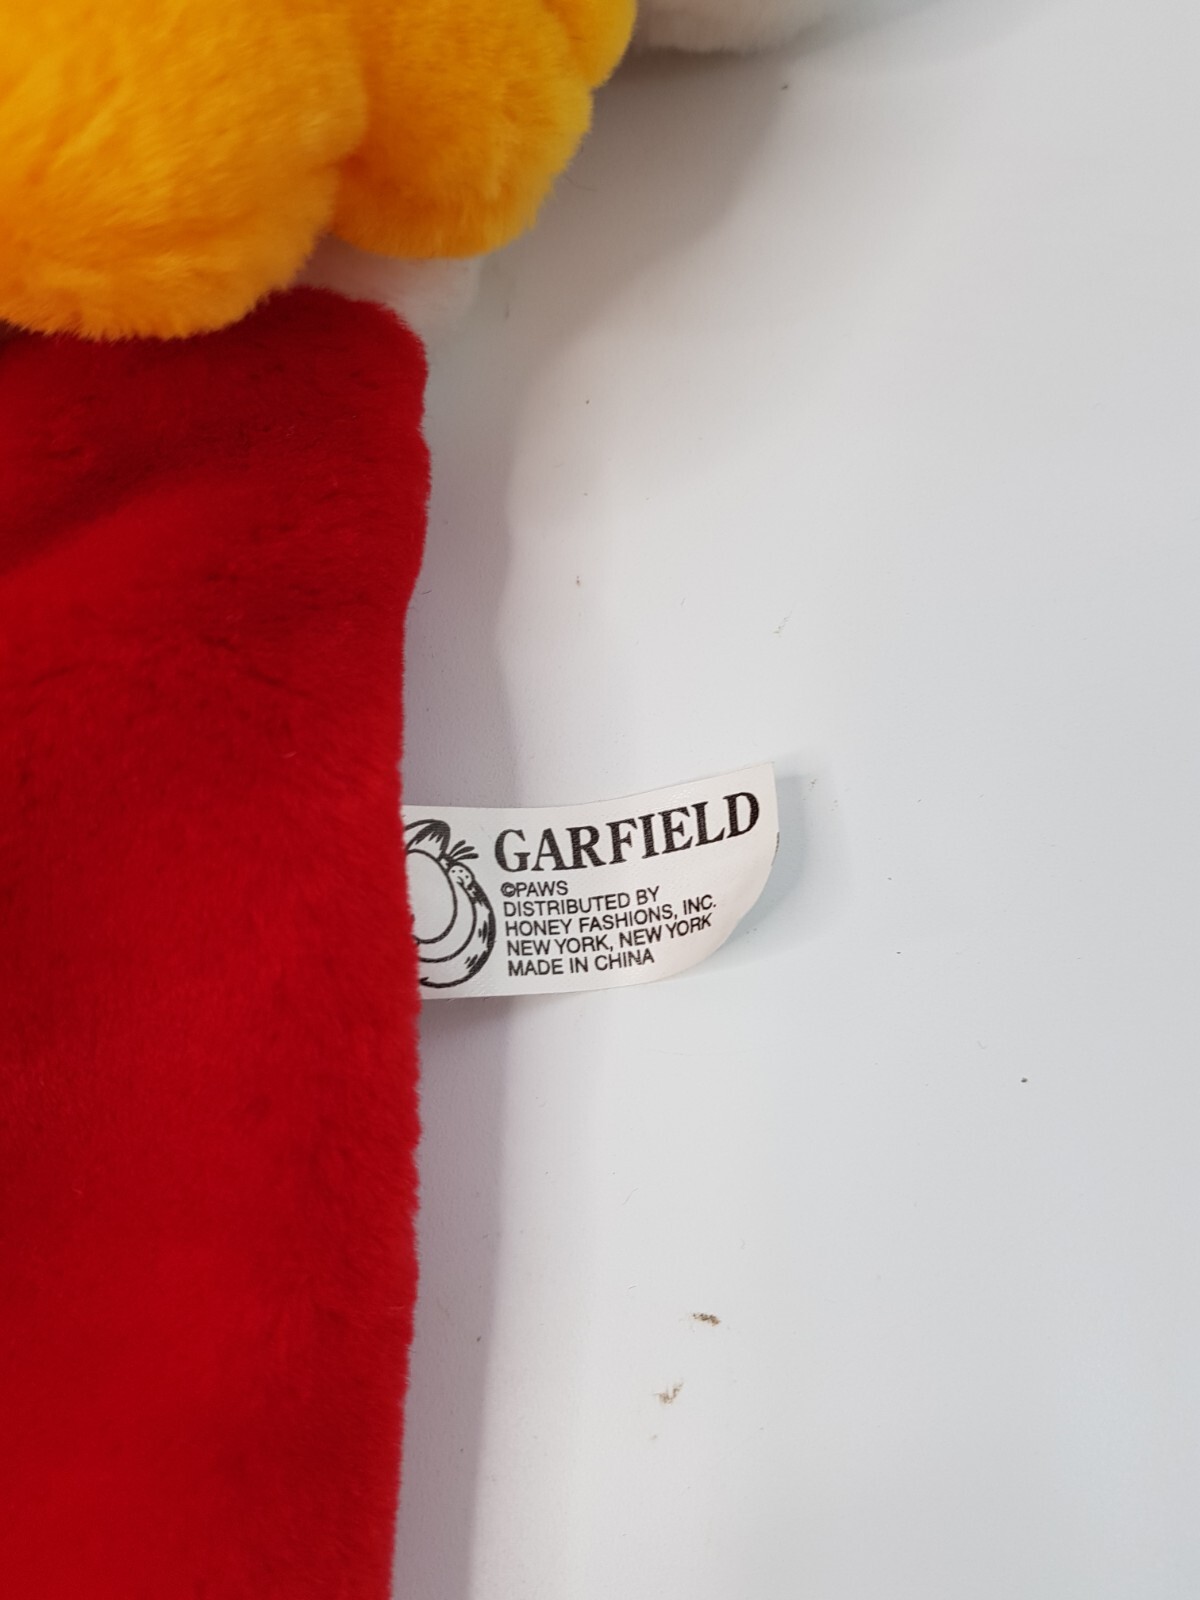 GARFIELD
©PAWS
DISTRIBUTED BY
HONEY FASHIONS, INC.
NEW YORK, NEW YORK
MADE IN CHINA